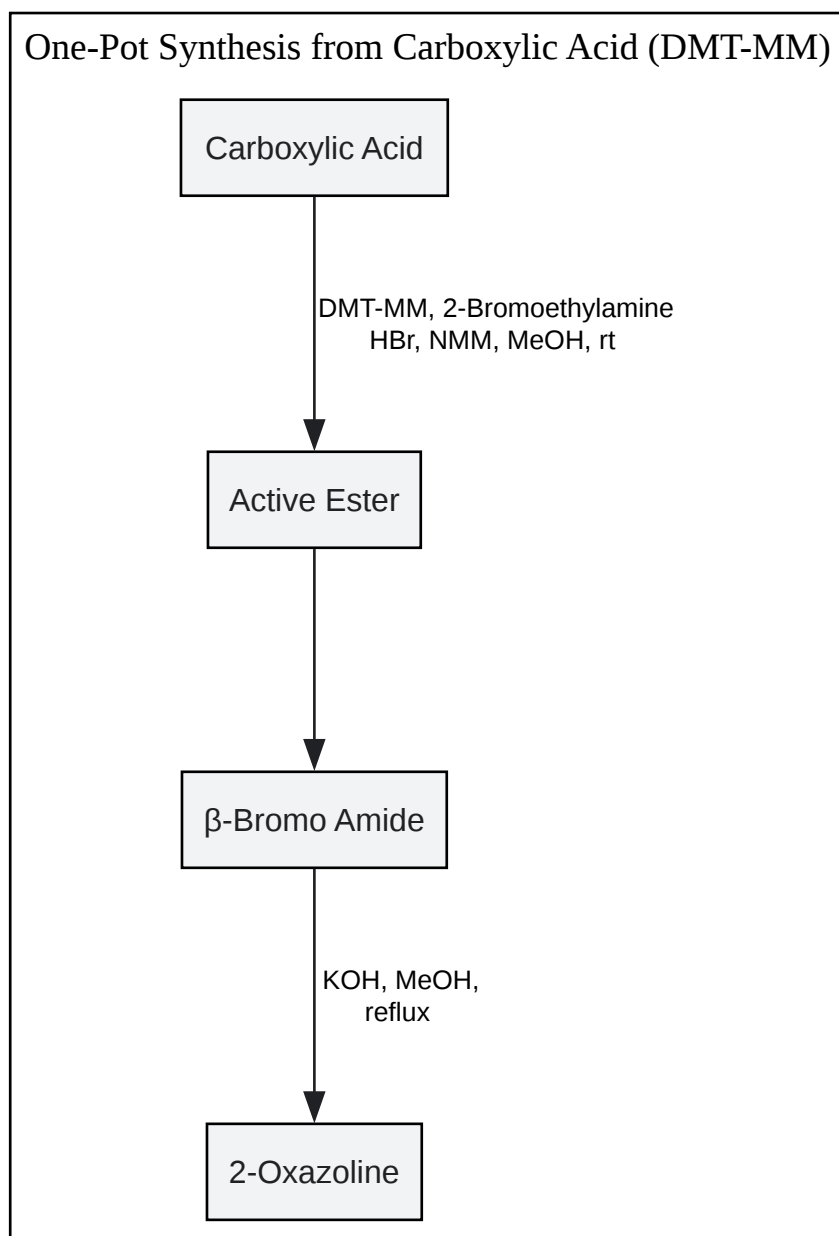 One-Pot Synthesis from Carboxylic Acid (DMT-MM)
Carboxylic Acid
DMT-MM, 2-Bromoethylamine
HBr, NMM, MeOH, rt
Active Ester
β-Bromo Amide
KOH, MeOH,
reflux
2-Oxazoline